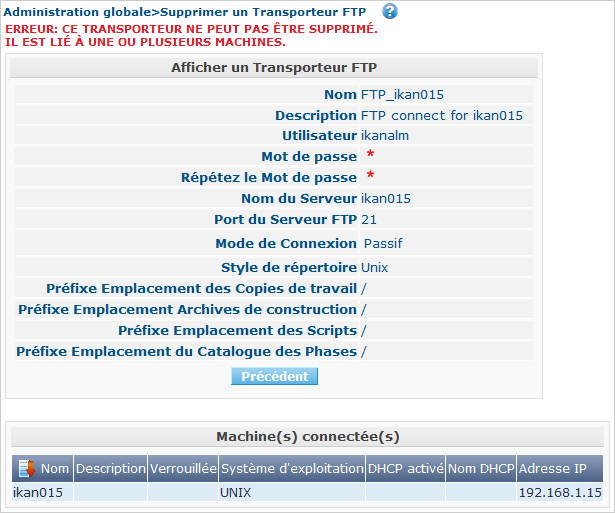 Administration globale>Supprimer un Transporteur FTP ?
ERREUR: CE TRANSPORTEUR NE PEUT PAS ÊTRE SUPPRIMÉ.
IL EST LIÉ À UNE OU PLUSIEURS MACHINES.
Afficher un Transporteur FTP
Nom FTP_ikan015
Description FTP connect for ikan015
Utilisateur ikanalm
Mot de passe *
Répétez le Mot de passe *
Nom du Serveur ikan015
Port du Serveur FTP 21
Mode de Connexion Passif
Style de répertoire Unix
Préfixe Emplacement des Copies de travail /
Préfixe Emplacement Archives de construction /
Préfixe Emplacement des Scripts /
Préfixe Emplacement du Catalogue des Phases /
Précédent
Machine(s) connectée(s)
Nom Description Verrouillée Système d'exploitation DHCP activé Nom DHCP Adresse IP
ikan015 UNIX 192.168.1.15